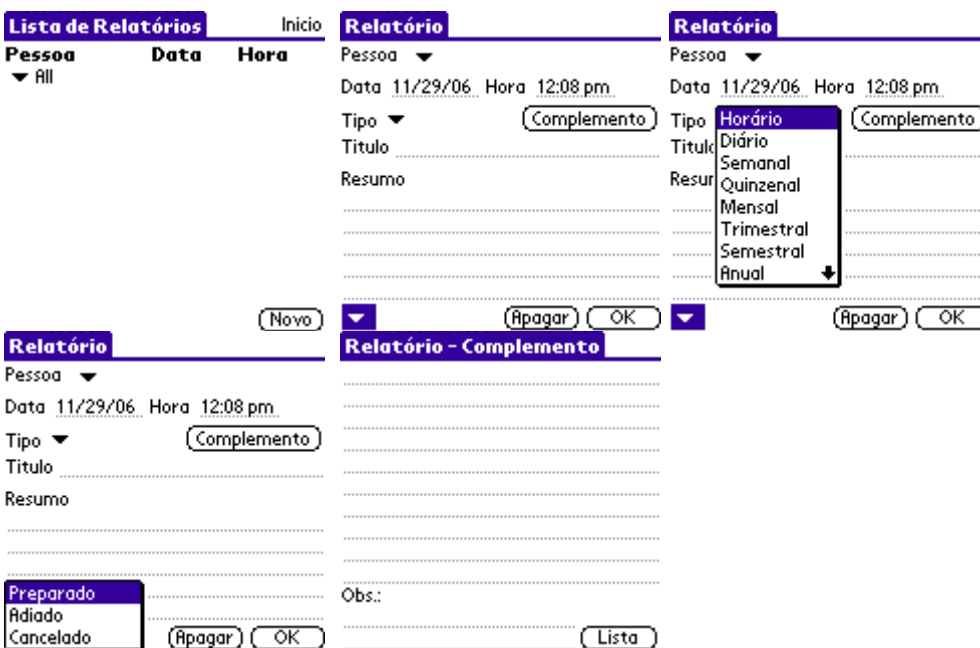 Lista de Relatórios Inicio
Pessoa Data Hora
All
Novo
Relatório
Pessoa
Data 11/29/06 Hora 12:08 pm
Tipo Complemento
Titulo
Resumo
Apagar OK
Relatório
Pessoa
Data 11/29/06 Hora 12:08 pm
Tipo Horário Complemento
Titulo Diário
Semanal
Resur Quinzenal
Mensal
Trimestral
Semestral
Anual
Apagar OK
Relatório
Pessoa
Data 11/29/06 Hora 12:08 pm
Tipo Complemento
Titulo
Resumo
Preparado
Adiado
Cancelado Apagar OK
Relatório - Complemento
Obs.:
Lista